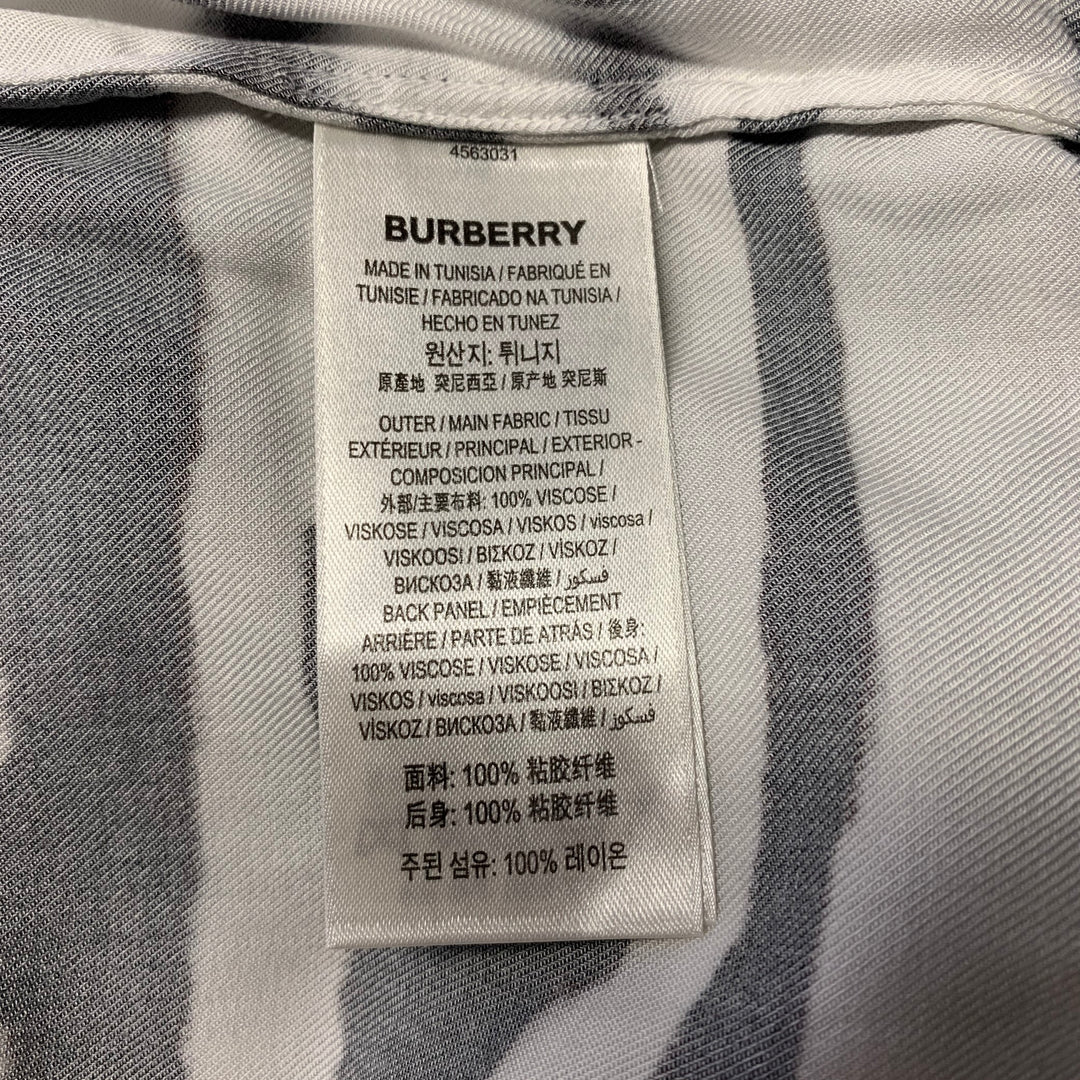 4563031
BURBERRY
MADE IN TUNISIA / FABRIQUÉ EN
TUNISIE / FABRICADO NA TUNISIA /
HECHO EN TUNEZ
원산지: 튀니지
原產地 突尼西亞 / 原产地 突尼斯
OUTER / MAIN FABRIC / TISSU
EXTÉRIEUR / PRINCIPAL / EXTERIOR -
COMPOSICION PRINCIPAL /
外部/主要布料: 100% VISCOSE /
VISKOSE / VISCOSA / VISKOS / viscosa /
VISKOOSI / ΒΙΣΚΟΖ / VİSKOZ /
ВИСКОЗА / 黏液纖維 / فسكوز /
BACK PANEL / EMPIÈCEMENT
ARRIÈRE / PARTE DE ATRÁS / 後身:
100% VISCOSE / VISKOSE / VISCOSA /
VISKOS / viscosa / VISKOOSI / ΒΙΣΚΟΖ /
VİSKOZ / ВИСКОЗА / 黏液纖維 / فسكوز
面料: 100% 粘胶纤维
后身: 100% 粘胶纤维
주된 섬유: 100% 레이온